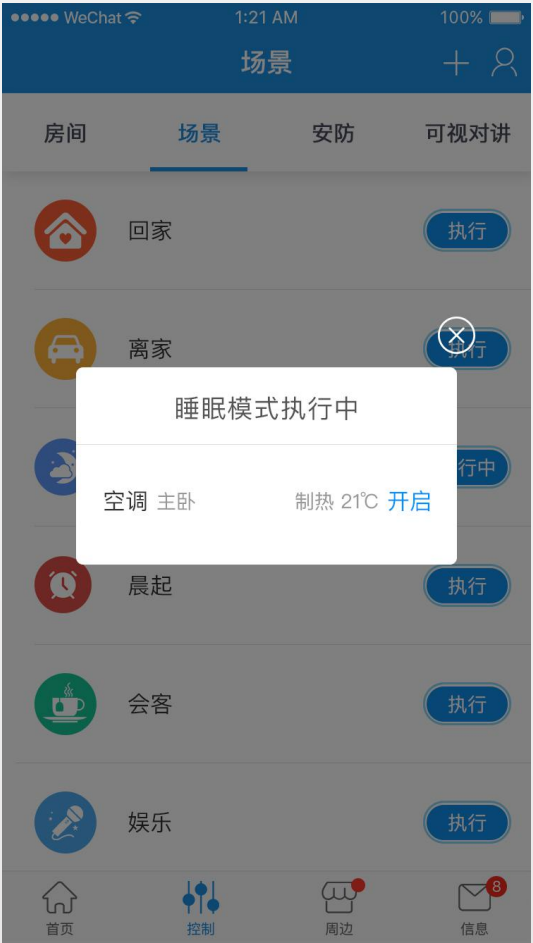 WeChat 1:21 AM 100%
场景
房间 场景 安防 可视对讲
回家 执行
离家 执行
睡眠模式执行中
行中
空调 主卧 制热 21℃ 开启
晨起 执行
会客 执行
娱乐 执行
8
首页 控制 周边 信息